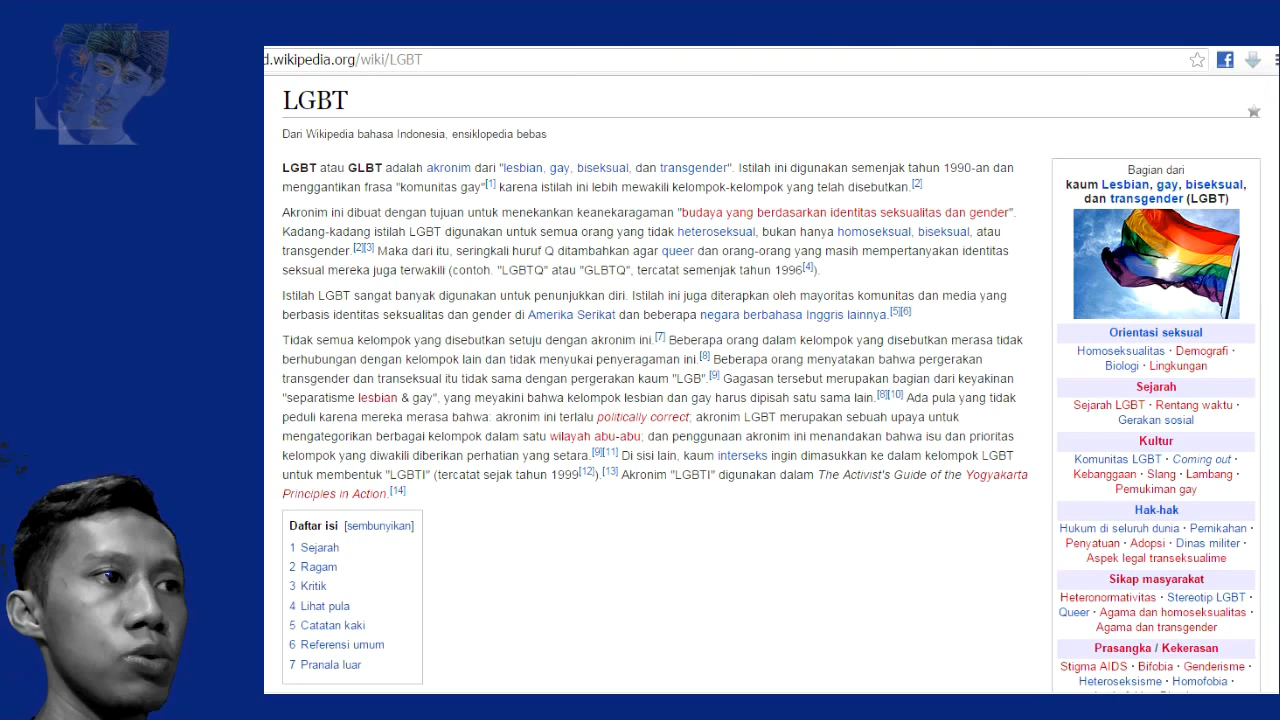 d.wikipedia.org/wiki/LGBT
LGBT
Dari Wikipedia bahasa Indonesia, ensiklopedia bebas
LGBT atau GLBT adalah akronim dari "lesbian, gay, biseksual, dan transgender". Istilah ini digunakan semenjak tahun 1990-an dan
menggantikan frasa "komunitas gay"[1] karena istilah ini lebih mewakili kelompok-kelompok yang telah disebutkan.[2]
Akronim ini dibuat dengan tujuan untuk menekankan keanekaragaman "budaya yang berdasarkan identitas seksualitas dan gender".
Kadang-kadang istilah LGBT digunakan untuk semua orang yang tidak heteroseksual, bukan hanya homoseksual, biseksual, atau
transgender.[2][3] Maka dari itu, seringkali huruf Q ditambahkan agar queer dan orang-orang yang masih mempertanyakan identitas
seksual mereka juga terwakili (contoh. "LGBTQ" atau "GLBTQ", tercatat semenjak tahun 1996[4]).
Istilah LGBT sangat banyak digunakan untuk penunjukkan diri. Istilah ini juga diterapkan oleh mayoritas komunitas dan media yang
berbasis identitas seksualitas dan gender di Amerika Serikat dan beberapa negara berbahasa Inggris lainnya.[5][6]
Tidak semua kelompok yang disebutkan setuju dengan akronim ini.[7] Beberapa orang dalam kelompok yang disebutkan merasa tidak
berhubungan dengan kelompok lain dan tidak menyukai penyeragaman ini.[8] Beberapa orang menyatakan bahwa pergerakan
transgender dan transeksual itu tidak sama dengan pergerakan kaum "LGB".[9] Gagasan tersebut merupakan bagian dari keyakinan
"separatisme lesbian & gay", yang meyakini bahwa kelompok lesbian dan gay harus dipisah satu sama lain.[8][10] Ada pula yang tidak
peduli karena mereka merasa bahwa: akronim ini terlalu politically correct; akronim LGBT merupakan sebuah upaya untuk
mengategorikan berbagai kelompok dalam satu wilayah abu-abu; dan penggunaan akronim ini menandakan bahwa isu dan prioritas
kelompok yang diwakili diberikan perhatian yang setara.[9][11] Di sisi lain, kaum interseks ingin dimasukkan ke dalam kelompok LGBT
untuk membentuk "LGBTI" (tercatat sejak tahun 1999[12]).[13] Akronim "LGBTI" digunakan dalam The Activist's Guide of the Yogyakarta
Principles in Action.[14]
Daftar isi [sembunyikan]
1 Sejarah
2 Ragam
3 Kritik
4 Lihat pula
5 Catatan kaki
6 Referensi umum
7 Pranala luar
Bagian dari
kaum Lesbian, gay, biseksual,
dan transgender (LGBT)
Orientasi seksual
Homoseksualitas · Demografi ·
Biologi · Lingkungan
Sejarah
Sejarah LGBT · Rentang waktu ·
Gerakan sosial
Kultur
Komunitas LGBT · Coming out ·
Kebanggaan · Slang · Lambang ·
Pemukiman gay
Hak-hak
Hukum di seluruh dunia · Pernikahan ·
Penyatuan · Adopsi · Dinas militer ·
Aspek legal transeksualime
Sikap masyarakat
Heteronormativitas · Stereotip LGBT ·
Queer · Agama dan homoseksualitas ·
Agama dan transgender
Prasangka / Kekerasan
Stigma AIDS · Bifobia · Genderisme ·
Heteroseksisme · Homofobia ·